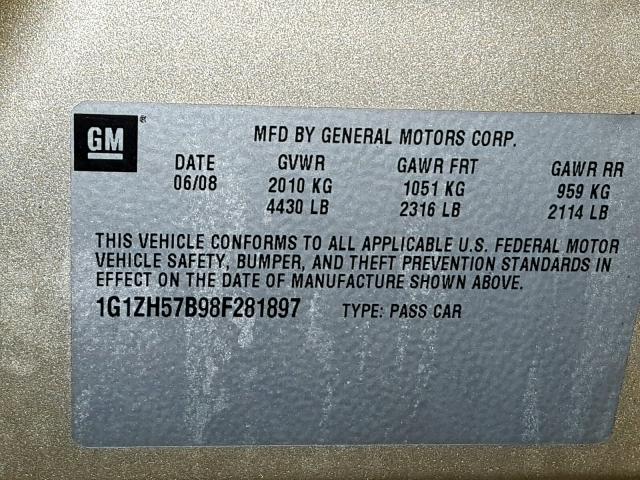 GM
MFD BY GENERAL MOTORS CORP.
DATE GVWR GAWR FRT GAWR RR
06/08 2010 KG 1051 KG 959 KG
4430 LB 2316 LB 2114 LB
THIS VEHICLE CONFORMS TO ALL APPLICABLE U.S. FEDERAL MOTOR
VEHICLE SAFETY, BUMPER, AND THEFT PREVENTION STANDARDS IN
EFFECT ON THE DATE OF MANUFACTURE SHOWN ABOVE.
1G1ZH57B98F281897 TYPE: PASS CAR